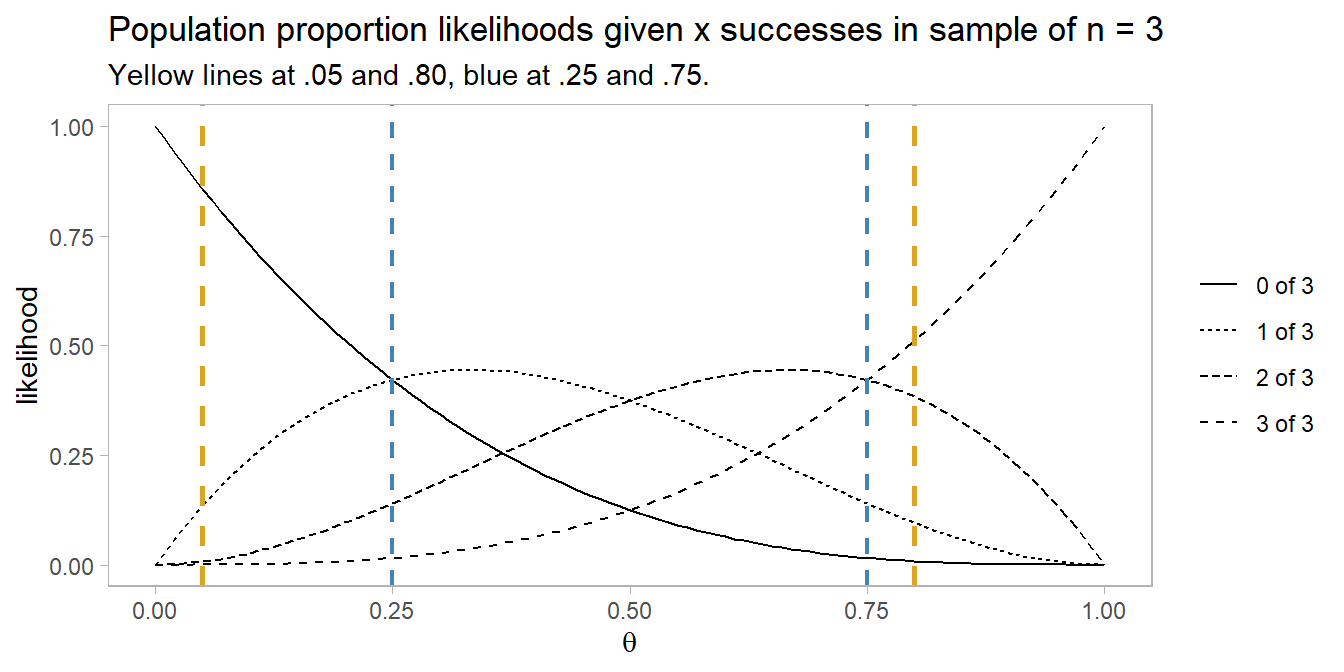 Population proportion likelihoods given x successes in sample of n = 3
Yellow lines at .05 and .80, blue at .25 and .75.
likelihood
1.00
0.75
0.50
0.25
0.00
0.00 0.25 0.50 0.75 1.00
θ
0 of 3
1 of 3
2 of 3
3 of 3